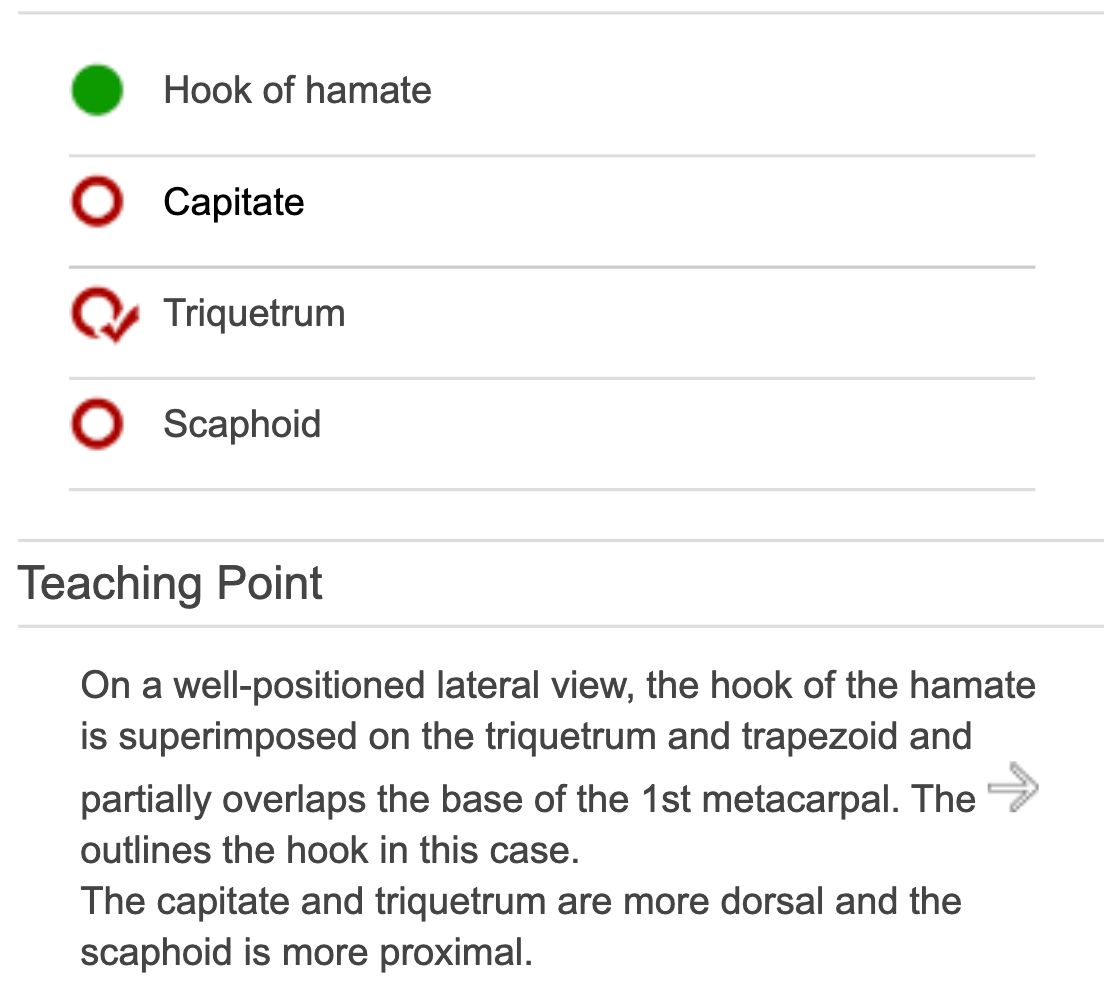 Hook of hamate
Capitate
Triquetrum
Scaphoid
Teaching Point
On a well-positioned lateral view, the hook of the hamate
is superimposed on the triquetrum and trapezoid and
partially overlaps the base of the 1st metacarpal. The
outlines the hook in this case.
The capitate and triquetrum are more dorsal and the
scaphoid is more proximal.